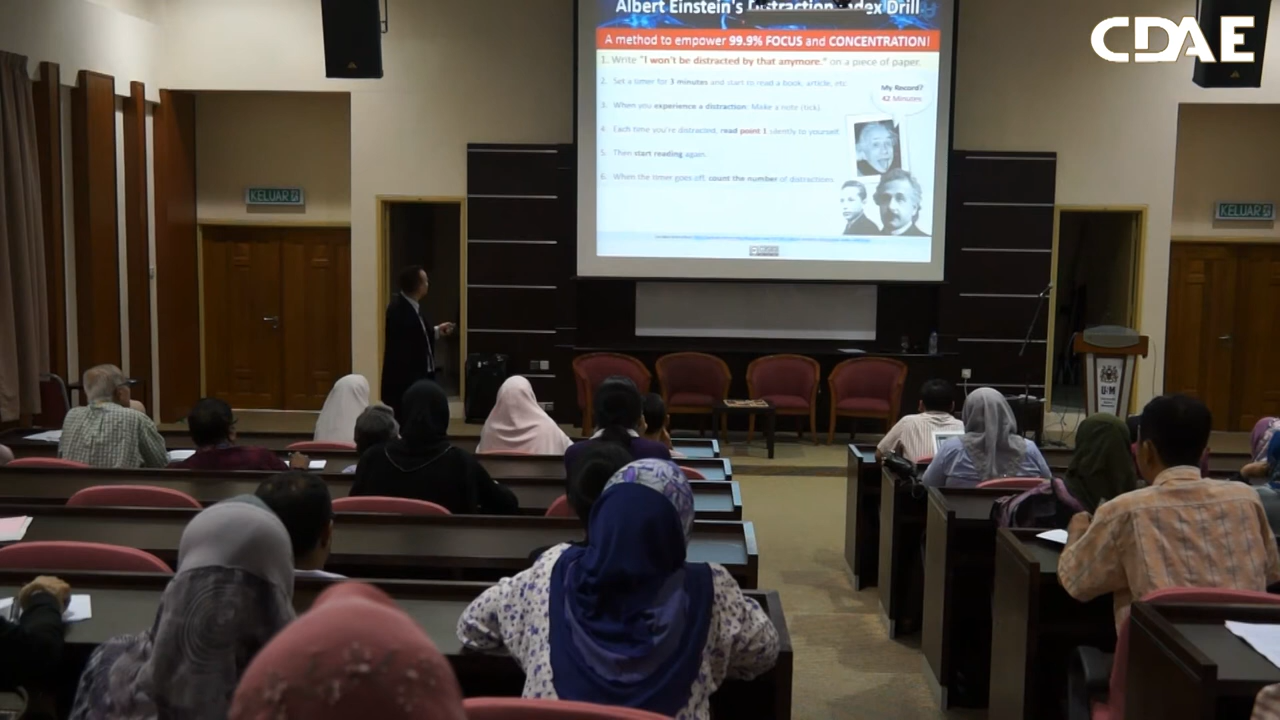 Albert Einstein's Distraction Index Drill
CDAE
A method to empower 99.9% FOCUS and CONCENTRATION!
1. Write "I won't be distracted by that anymore." on a piece of paper.
2. Set a timer for 3 minutes and start to read a book, article, etc
My Record?
42 Minutes
3. When you experience a distraction: Make a note (tick).
4. Each time you're distracted, read point 1 silently to yourself.
5. Then start reading again.
6. When the timer goes off, count the number of distractions.
KELUAR
KELUAR